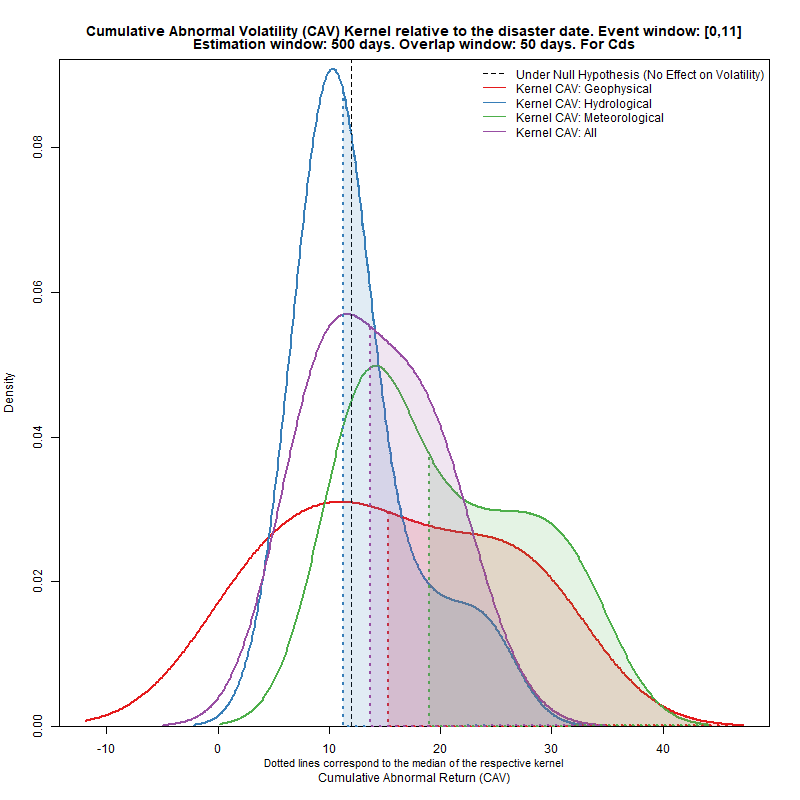 Cumulative Abnormal Volatility (CAV) Kernel relative to the disaster date. Event window: [0,11]
Estimation window: 500 days. Overlap window: 50 days. For Cds
Under Null Hypothesis (No Effect on Volatility)
Kernel CAV: Geophysical
Kernel CAV: Hydrological
Kernel CAV: Meteorological
Kernel CAV: All
Density
0.08
0.06
0.04
0.02
0.00
-10 0 10 20 30 40
Dotted lines correspond to the median of the respective kernel
Cumulative Abnormal Return (CAV)